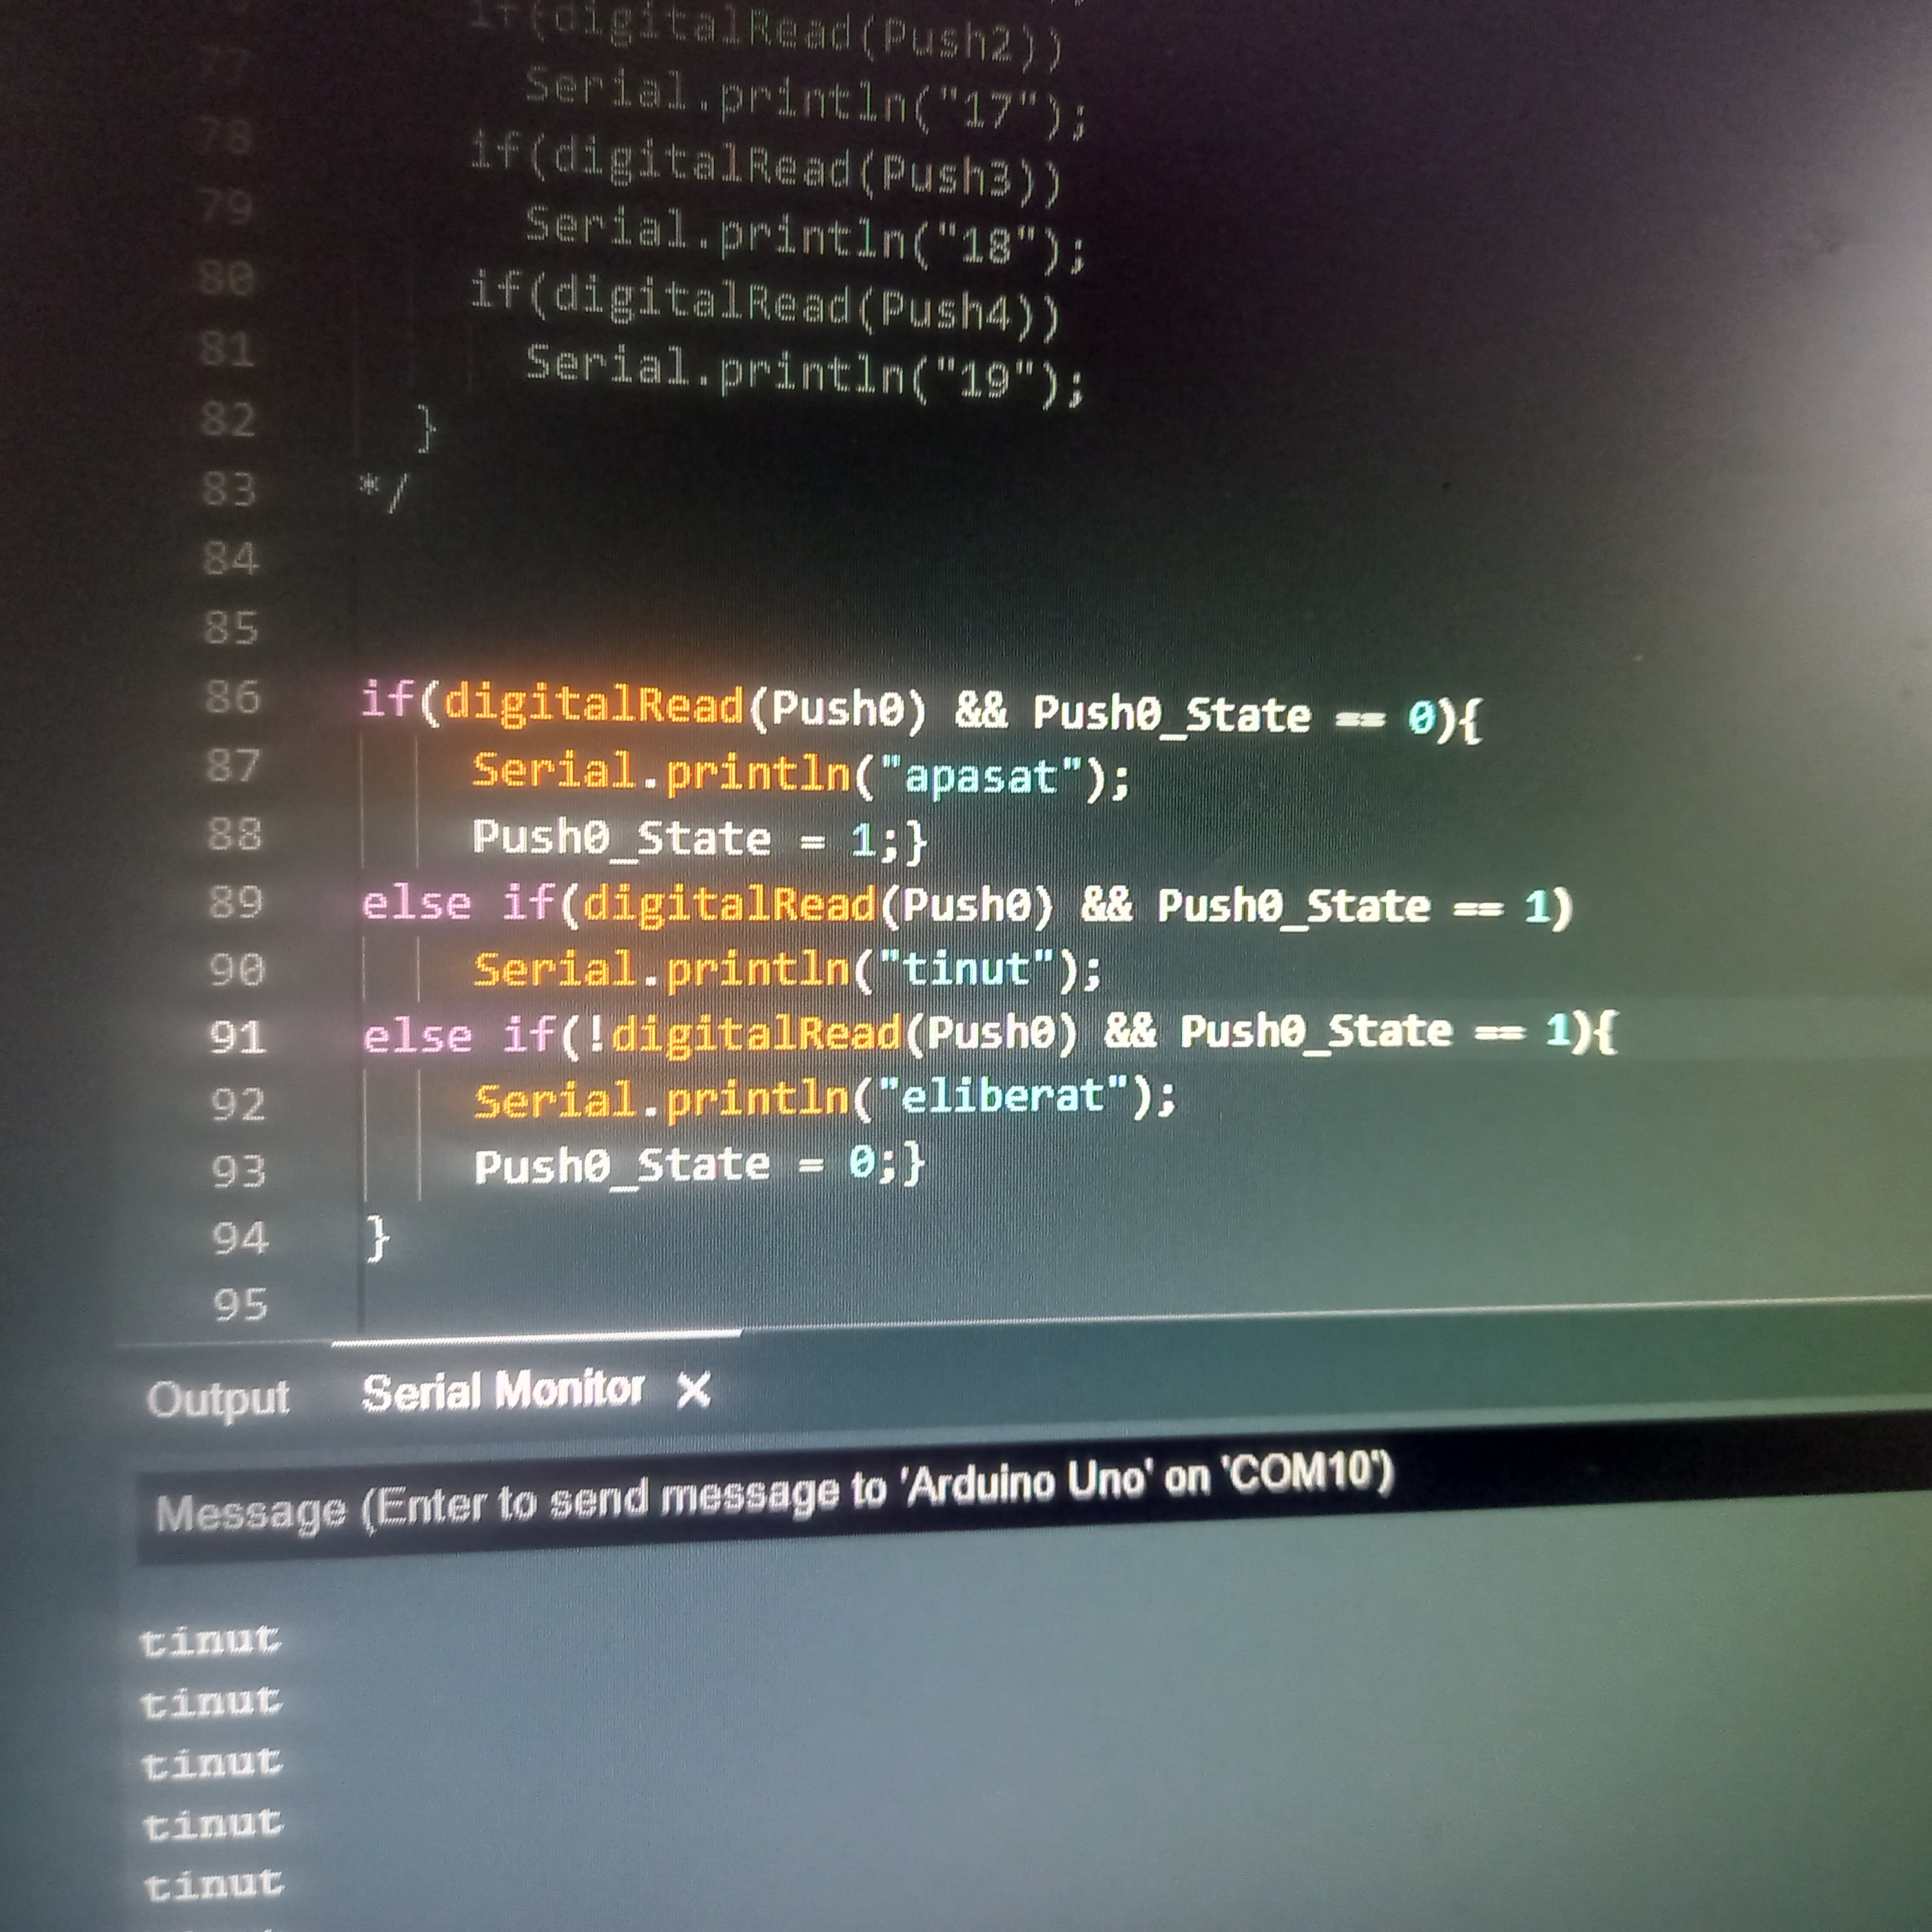 if(digitalRead(Push2))
77
Serial.println("17");
78
if(digitalRead(Push3))
79
Serial.println("18");
80
if(digitalRead(Push4))
81
Serial.println("19");
82 }
83 */
84
85
86 if(digitalRead(Push0) && Push0_State == 0){
87 Serial.println("apasat");
88 Push0_State = 1;}
89 else if(digitalRead(Push0) && Push0_State == 1)
90 Serial.println("tinut");
91 else if(!digitalRead(Push0) && Push0_State == 1){
92 Serial.println("eliberat");
93 Push0_State = 0;}
94 }
95
Output Serial Monitor X
Message (Enter to send message to 'Arduino Uno' on 'COM10')
tinut
tinut
tinut
tinut
tinut